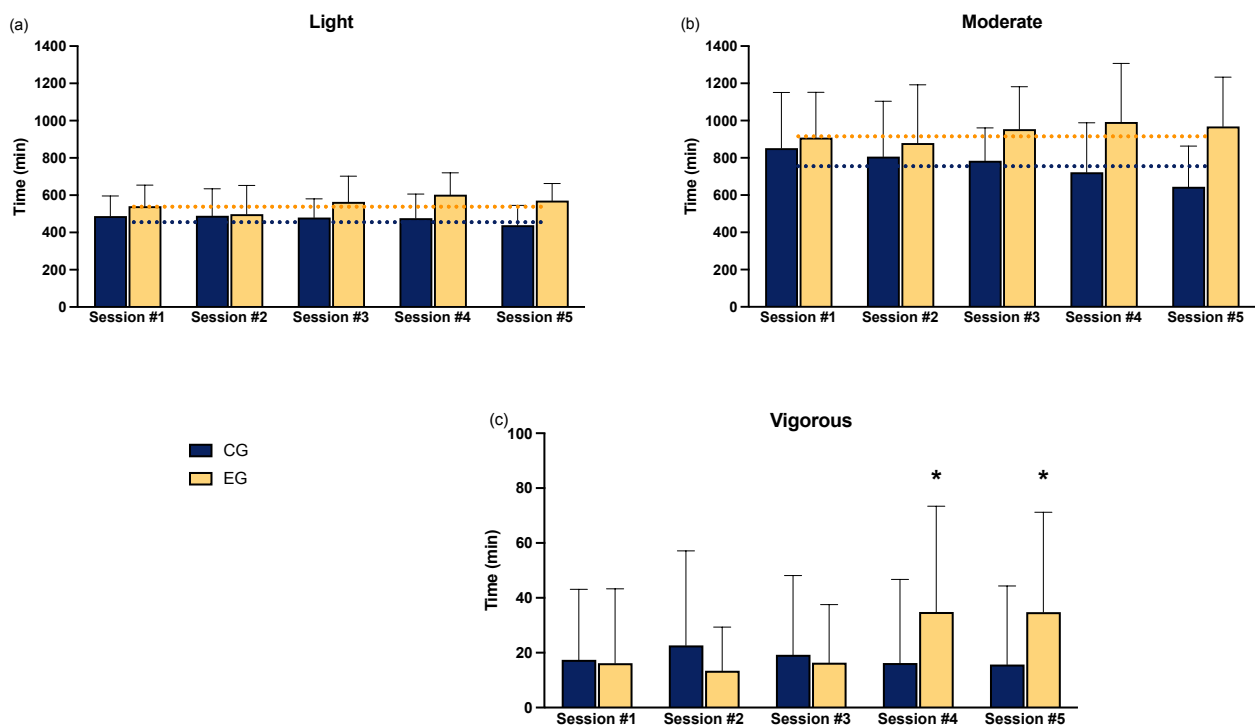 (a)
Light
1400
1200
1000
800
600
400
200
0
Time (min)
Session #1 Session #2 Session #3 Session #4 Session #5
(b)
Moderate
1400
1200
1000
800
600
400
200
0
Time (min)
Session #1 Session #2 Session #3 Session #4 Session #5
CG
EG
(c)
Vigorous
100
80
60
40
20
0
Time (min)
* *
Session #1 Session #2 Session #3 Session #4 Session #5